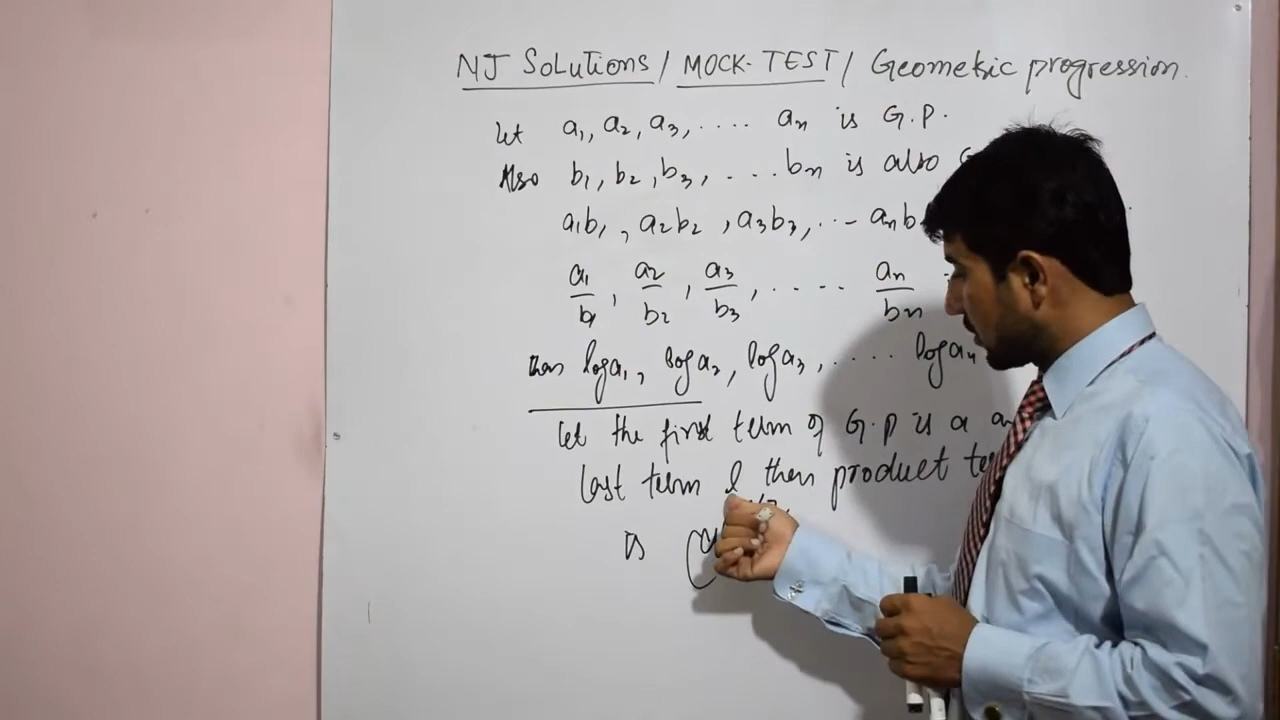 NJ Solutions / MOCK-TEST / Geometric progression.
let a₁, a₂, a₃, .... aₙ is G.P.
Also b₁, b₂, b₃, .... bₙ is also G
a₁b₁, a₂b₂, a₃b₃, ... aₙb
a₁/b₁, a₂/b₂, a₃/b₃, ..... aₙ/bₙ
then log a₁, log a₂, log a₃, ..... log aₙ
let the first term of G.P is a an
last term l then product te
is (a